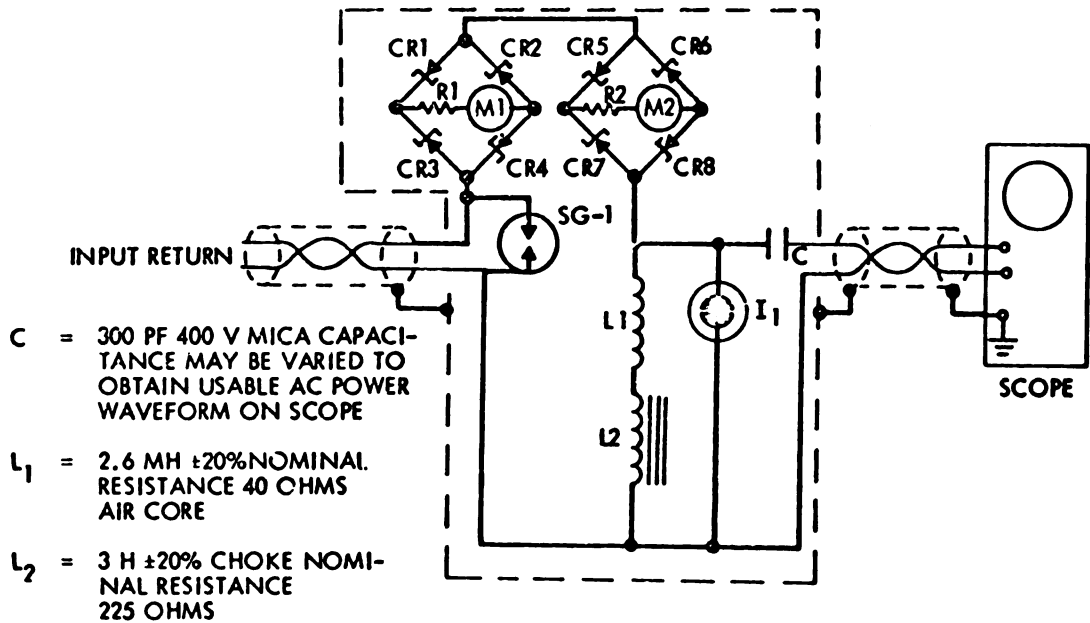 CR1
CR2
CR5
CR6
R1
M1
R2
M2
CR3
CR4
CR7
CR8
SG-1
INPUT RETURN
C
L1
I1
L2
SCOPE
C = 300 PF 400 V MICA CAPACI-
TANCE MAY BE VARIED TO
OBTAIN USABLE AC POWER
WAVEFORM ON SCOPE
L1 = 2.6 MH ±20% NOMINAL
RESISTANCE 40 OHMS
AIR CORE
L2 = 3 H ±20% CHOKE NOMI-
NAL RESISTANCE
225 OHMS